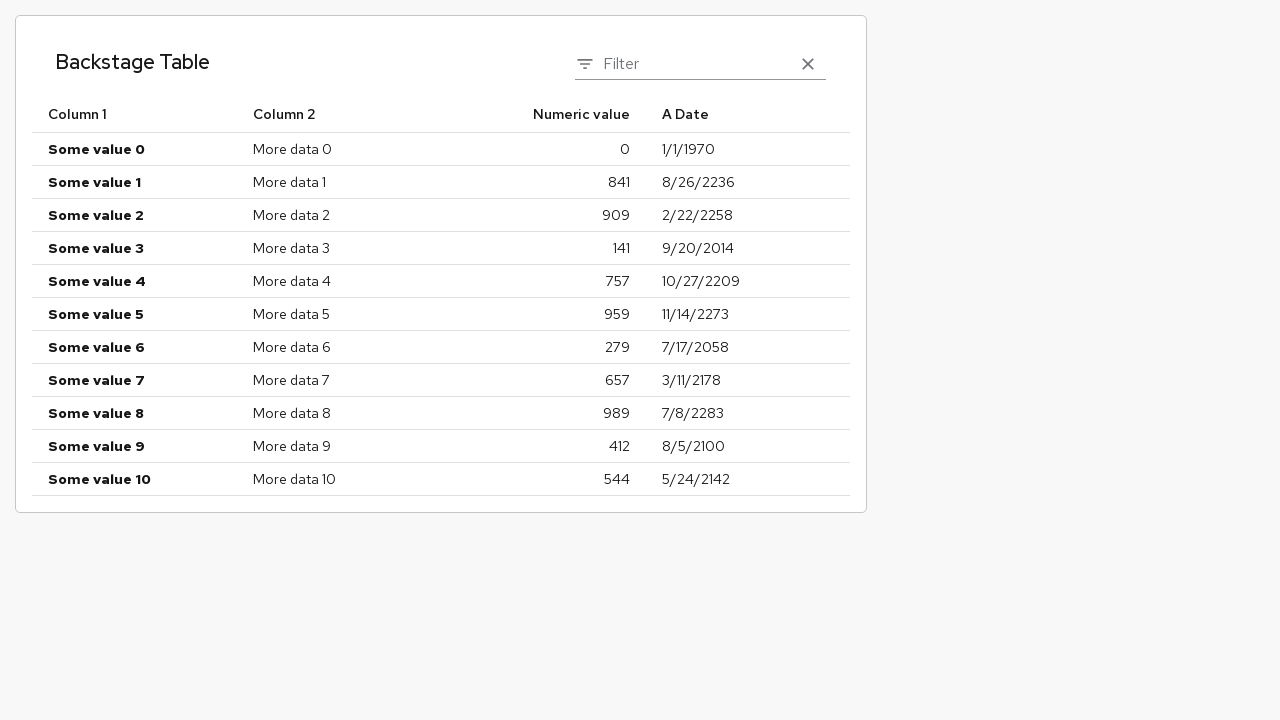 Backstage Table
Filter
Column 1 Column 2 Numeric value A Date
Some value 0 More data 0 0 1/1/1970
Some value 1 More data 1 841 8/26/2236
Some value 2 More data 2 909 2/22/2258
Some value 3 More data 3 141 9/20/2014
Some value 4 More data 4 757 10/27/2209
Some value 5 More data 5 959 11/14/2273
Some value 6 More data 6 279 7/17/2058
Some value 7 More data 7 657 3/11/2178
Some value 8 More data 8 989 7/8/2283
Some value 9 More data 9 412 8/5/2100
Some value 10 More data 10 544 5/24/2142